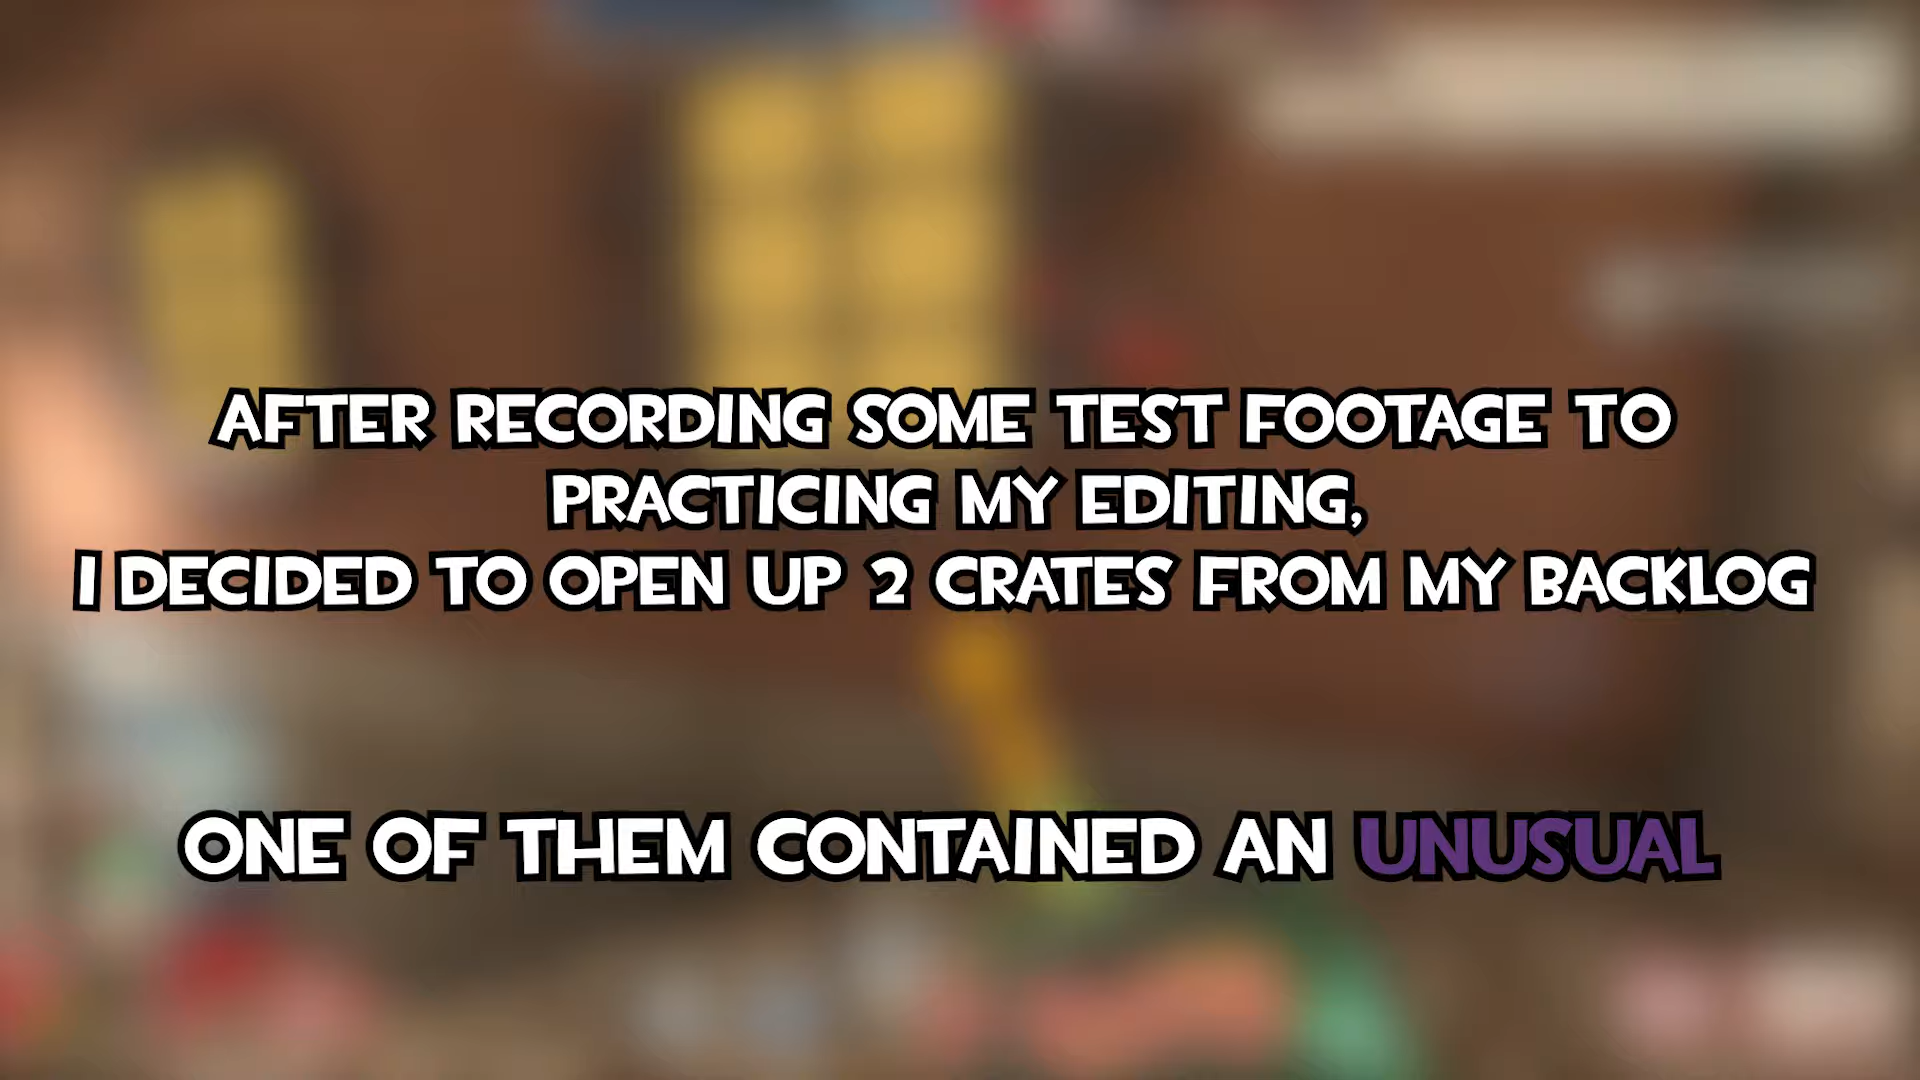 AFTER RECORDING SOME TEST FOOTAGE TO
PRACTICING MY EDITING,
I DECIDED TO OPEN UP 2 CRATES FROM MY BACKLOG
ONE OF THEM CONTAINED AN UNUSUAL